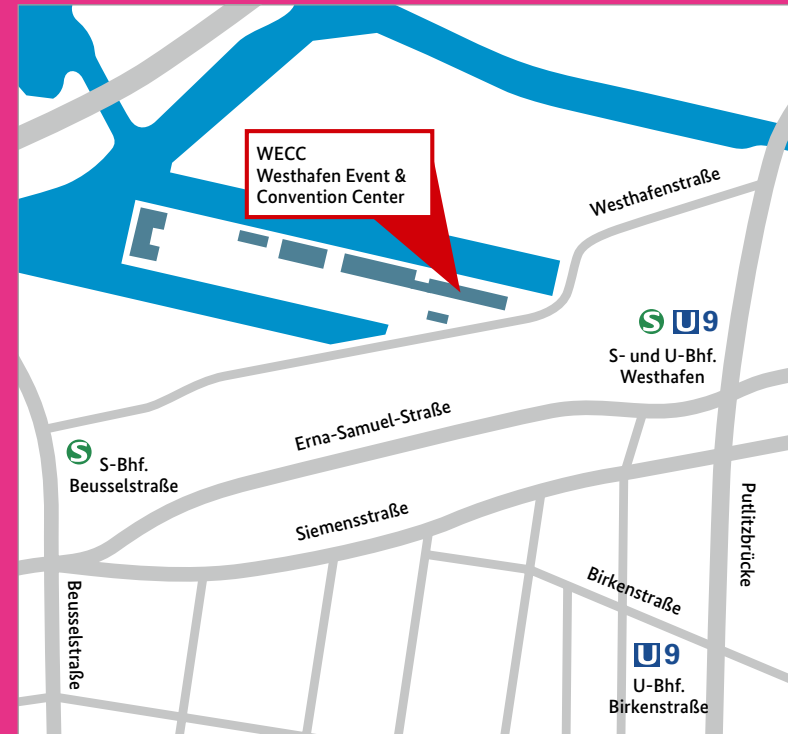 WECC
Westhafen Event &
Convention Center
Westhafenstraße
S U9
S- und U-Bhf.
Westhafen
Erna-Samuel-Straße
S
S-Bhf.
Beusselstraße
Siemensstraße
Putlitzbrücke
Birkenstraße
Beusselstraße
U9
U-Bhf.
Birkenstraße